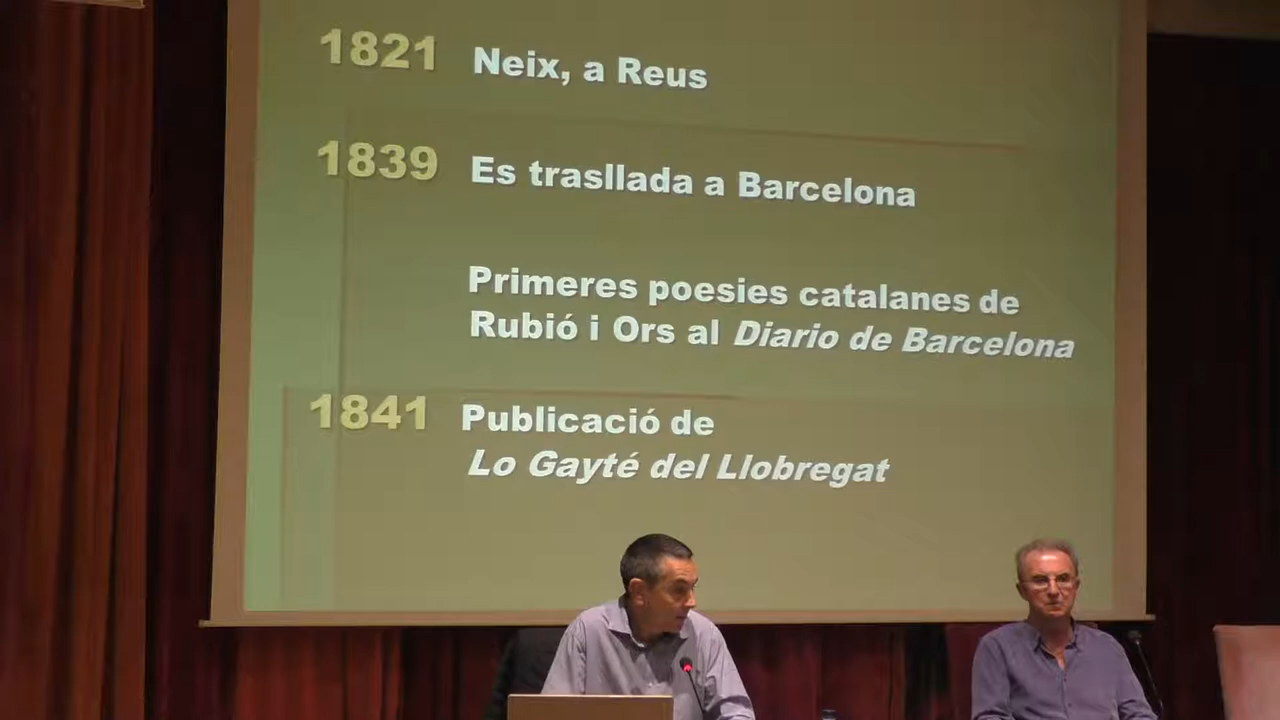 1821 Neix, a Reus
1839 Es trasllada a Barcelona
Primeres poesies catalanes de
Rubió i Ors al Diario de Barcelona
1841 Publicació de
Lo Gayté del Llobregat